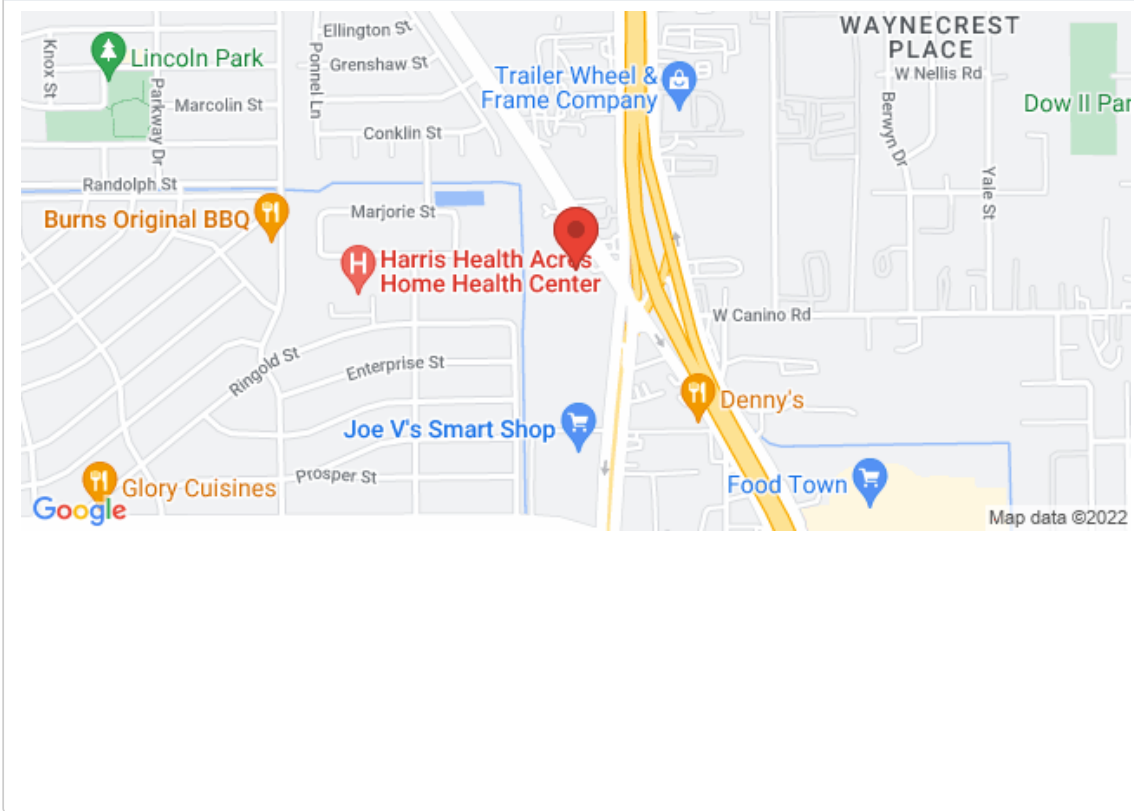 WAYNECREST
PLACE
Ellington St
Knox St
Ponnel Ln
Lincoln Park
Grenshaw St
Trailer Wheel &
Frame Company
W Nellis Rd
Parkway Dr
Marcolin St
Berwyn Dr
Dow II Par
Conklin St
Yale St
Randolph St
Burns Original BBQ
Marjorie St
H
Harris Health Acres
Home Health Center
W Canino Rd
Ringold St
Enterprise St
Denny's
Joe V's Smart Shop
Prosper St
Glory Cuisines
Food Town
Google
Map data ©2022